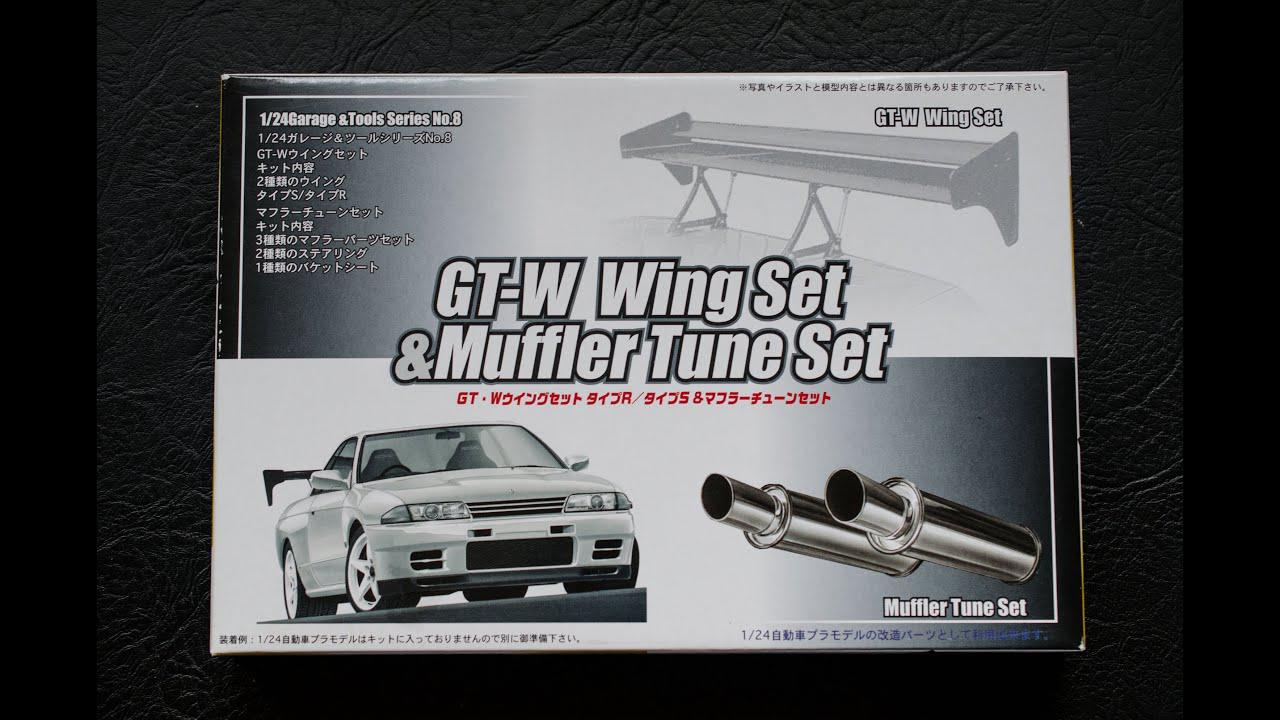 ※写真やイラストと模型内容とは異なる箇所もありますのでご了承下さい。
1/24Garage &Tools Series No.8
1/24ガレージ＆ツールシリーズNo.8
GT-Wウイングセット
キット内容
2種類のウイング
タイプS/タイプR
マフラーチューンセット
キット内容
3種類のマフラーパーツセット
2種類のステアリング
1種類のバケットシート
GT-W Wing Set
GT-W Wing Set
&Muffler Tune Set
GT・Wウイングセット タイプR／タイプS &マフラーチューンセット
Muffler Tune Set
装着例：1/24自動車プラモデルはキットに入っておりませんので別に御準備下さい。
1/24自動車プラモデルの改造パーツとして利用出来ます。